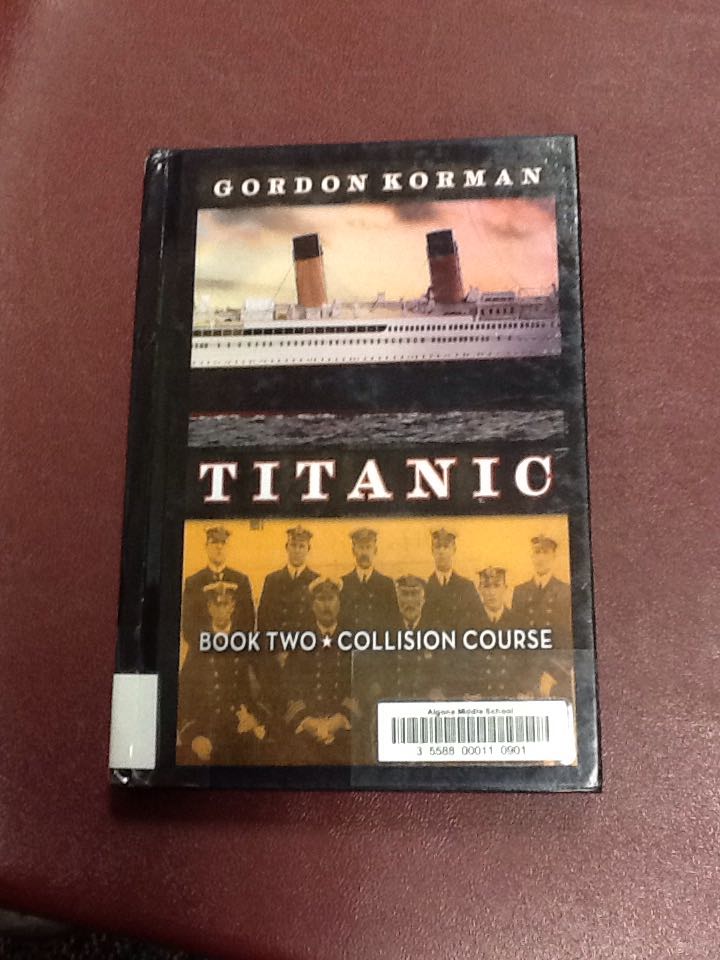 GORDON KORMAN
TITANIC
BOOK TWO ★ COLLISION COURSE
Algona Middle School
3 5588 00011 0901